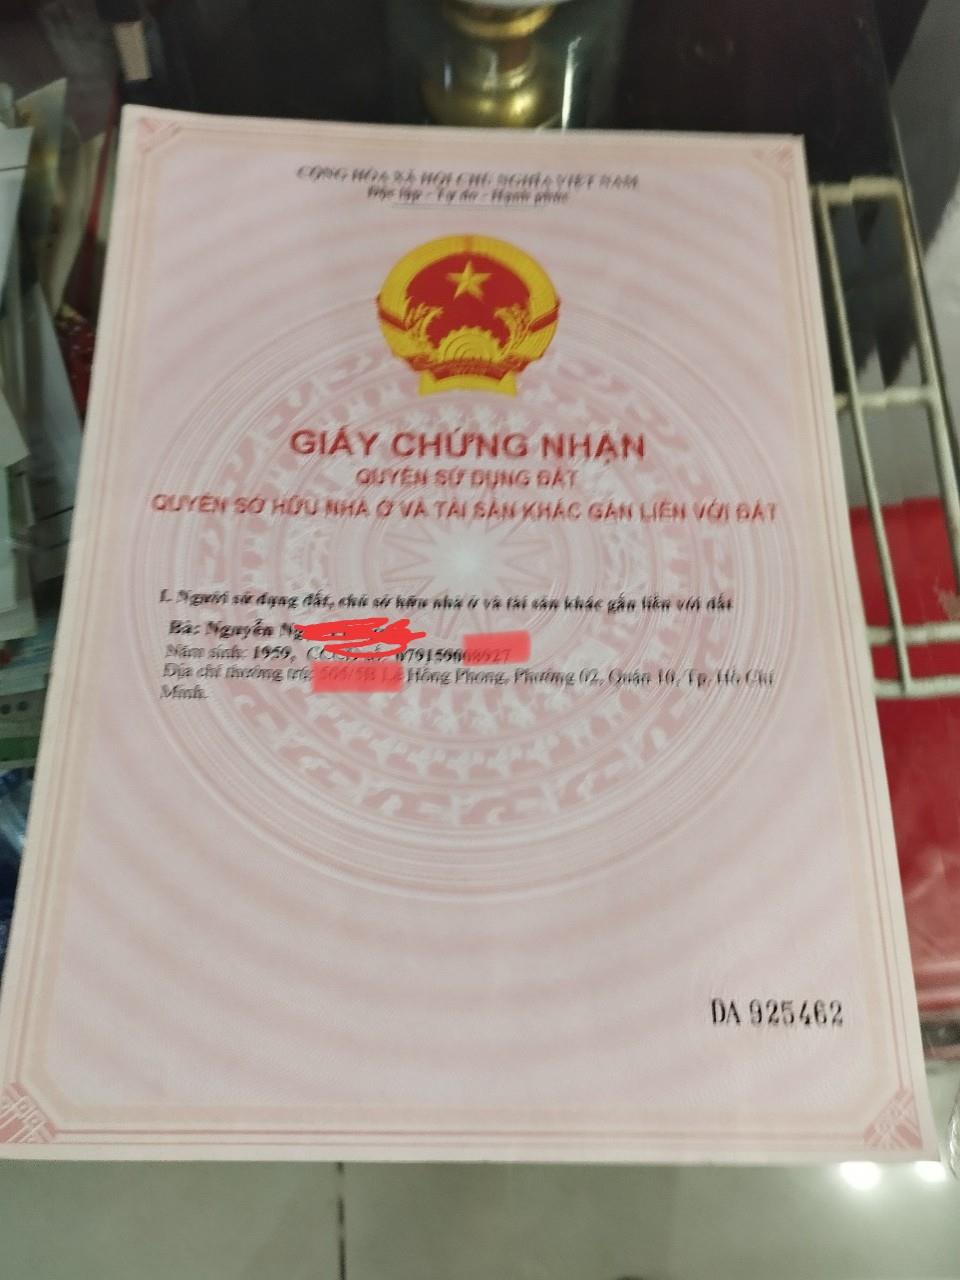 CỘNG HÒA XÃ HỘI CHỦ NGHĨA VIỆT NAM
Độc lập - Tự do - Hạnh phúc
GIẤY CHỨNG NHẬN
QUYỀN SỬ DỤNG ĐẤT
QUYỀN SỞ HỮU NHÀ Ở VÀ TÀI SẢN KHÁC GẮN LIỀN VỚI ĐẤT
I. Người sử dụng đất, chủ sở hữu nhà ở và tài sản khác gắn liền với đất
Bà: Nguyễn
Năm sinh: 1959,
Địa chỉ thường trú: Lê Hồng Phong, Phường 02, Quận 10, Tp. Hồ Chí
Minh.
DA 925462